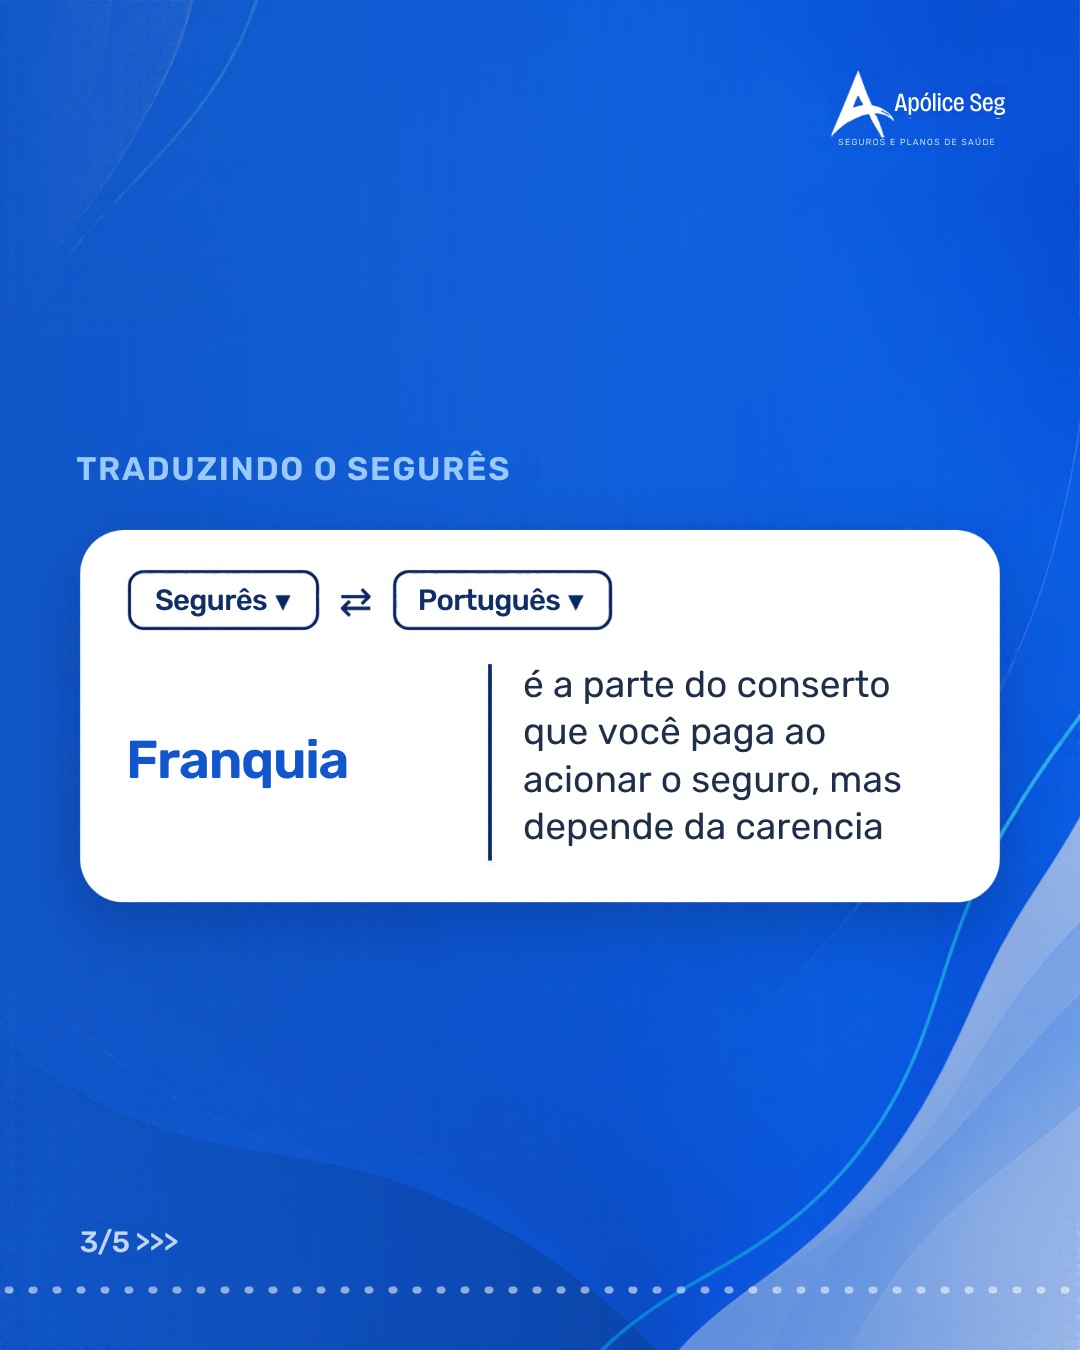 Apólice Seg
SEGUROS E PLANOS DE SAÚDE
TRADUZINDO O SEGURÊS
Segurês ▼ ⇄ Português ▼
Franquia
é a parte do conserto
que você paga ao
acionar o seguro, mas
depende da carencia
3/5 >>>